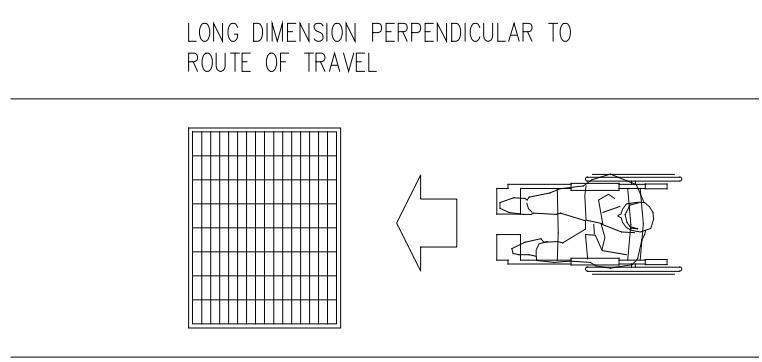 LONG DIMENSION PERPENDICULAR TO
ROUTE OF TRAVEL